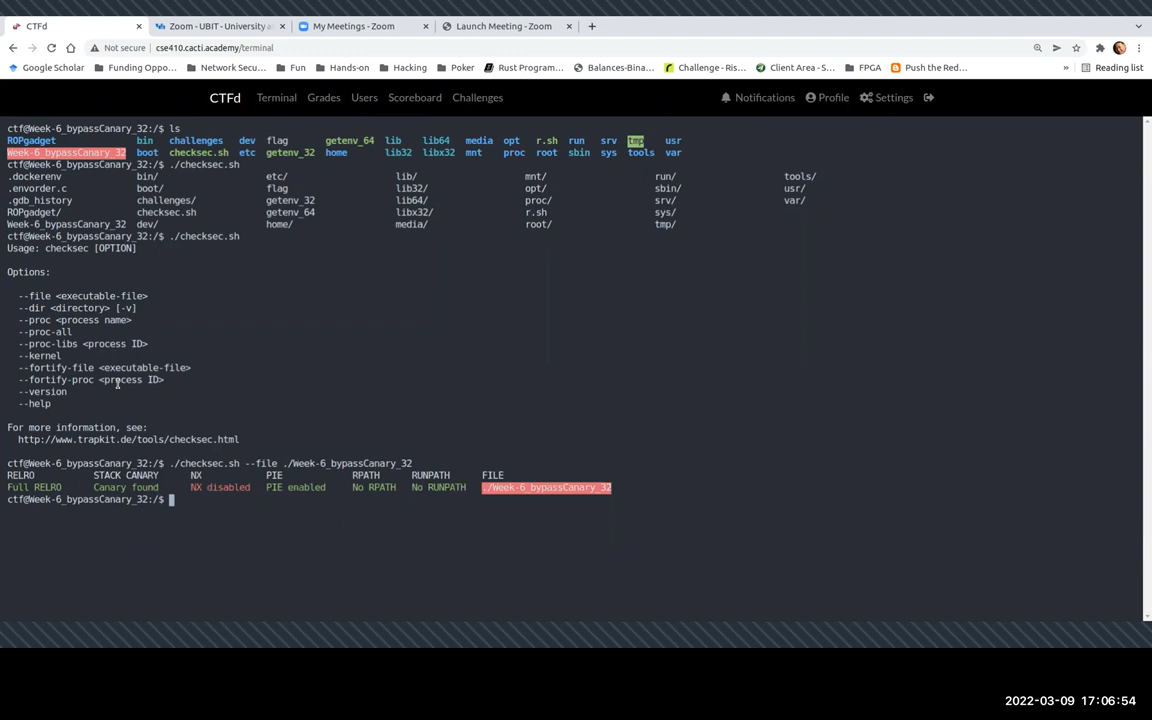 CTFd
Zoom - UBIT - University a
My Meetings - Zoom
Launch Meeting - Zoom
Not secure
cse410.cacti.academy/terminal
Google Scholar
Funding Oppo...
Network Secu...
Fun
Hands-on
Hacking
Poker
Rust Program...
Balances-Bina...
Challenge - Ris...
Client Area - S...
FPGA
Push the Red...
»
Reading list
CTFd
Terminal
Grades
Users
Scoreboard
Challenges
Notifications
Profile
Settings
ctf@Week-6_bypassCanary_32:/$ ls
ROPgadget bin challenges dev flag getenv_64 lib lib64 media opt r.sh run srv tmp usr
Week-6_bypassCanary_32 boot checksec.sh etc getenv_32 home lib32 libx32 mnt proc root sbin sys tools var
ctf@Week-6_bypassCanary_32:/$ ./checksec.sh
.dockerenv bin/ etc/ lib/ mnt/ run/ tools/
.envorder.c boot/ flag lib32/ opt/ sbin/ usr/
.gdb_history challenges/ getenv_32 lib64/ proc/ srv/ var/
ROPgadget/ checksec.sh getenv_64 libx32/ r.sh sys/
Week-6_bypassCanary_32 dev/ home/ media/ root/ tmp/
ctf@Week-6_bypassCanary_32:/$ ./checksec.sh
Usage: checksec [OPTION]
Options:
--file <executable-file>
--dir <directory> [-v]
--proc <process name>
--proc-all
--proc-libs <process ID>
--kernel
--fortify-file <executable-file>
--fortify-proc <process ID>
--version
--help
For more information, see:
http://www.trapkit.de/tools/checksec.html
ctf@Week-6_bypassCanary_32:/$ ./checksec.sh --file ./Week-6_bypassCanary_32
RELRO STACK CANARY NX PIE RPATH RUNPATH FILE
Full RELRO Canary found NX disabled PIE enabled No RPATH No RUNPATH ./Week-6_bypassCanary_32
ctf@Week-6_bypassCanary_32:/$
2022-03-09 17:06:54